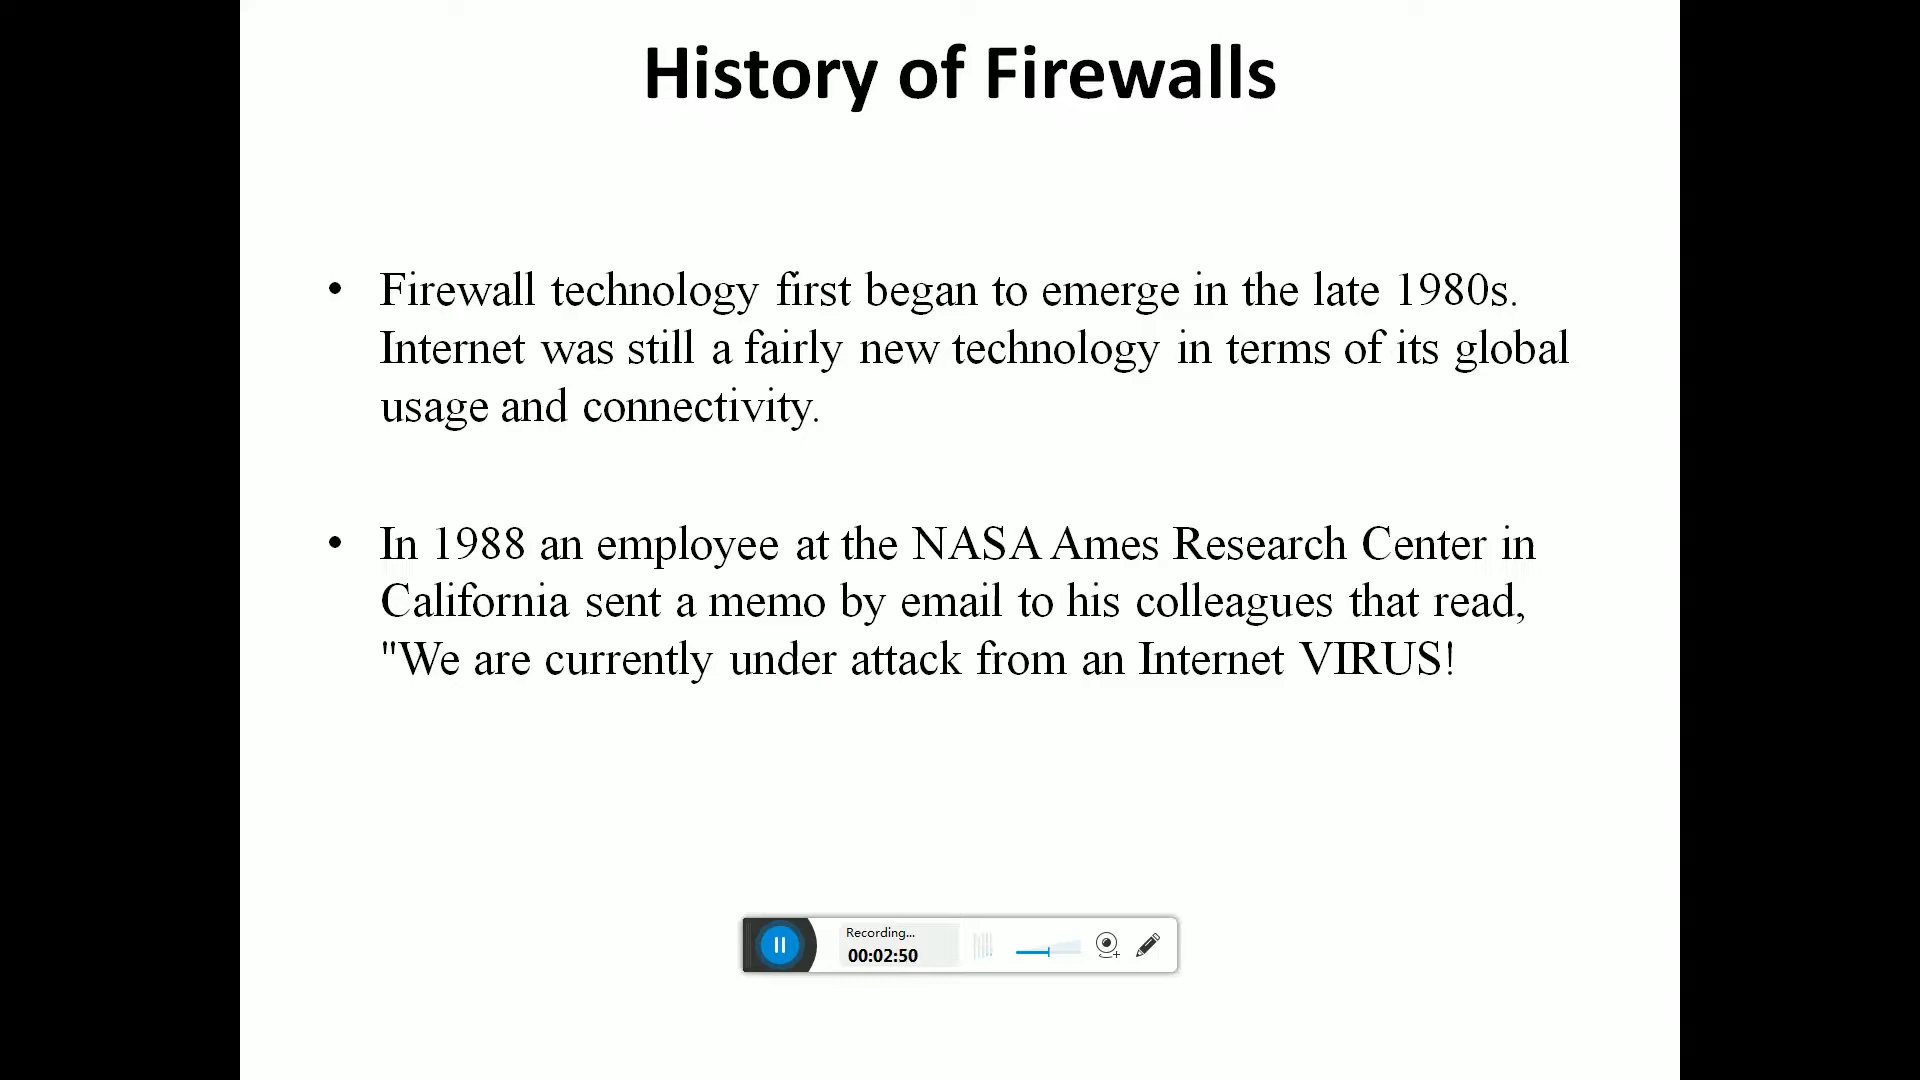 History of Firewalls
• Firewall technology first began to emerge in the late 1980s.
Internet was still a fairly new technology in terms of its global
usage and connectivity.
• In 1988 an employee at the NASA Ames Research Center in
California sent a memo by email to his colleagues that read,
"We are currently under attack from an Internet VIRUS!
Recording...
00:02:50